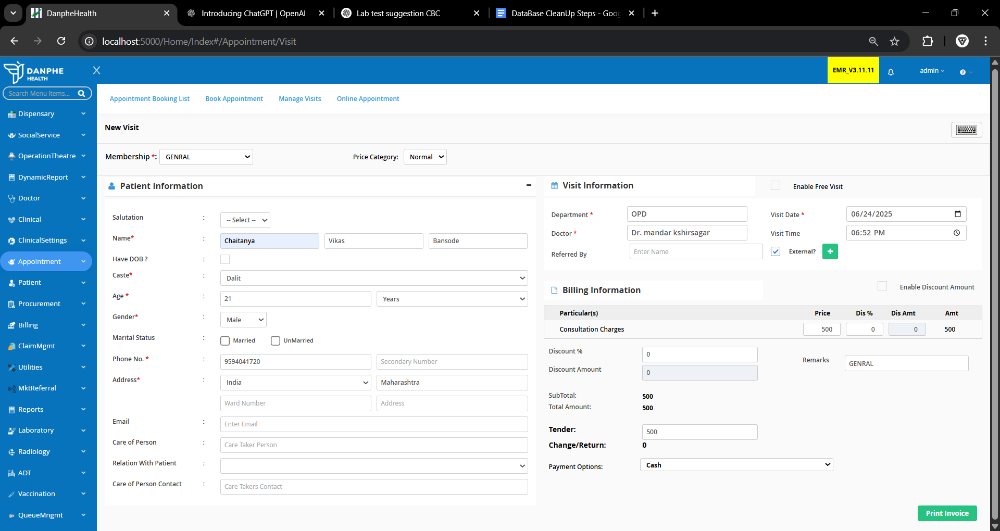 DanpheHealth
Introducing ChatGPT | OpenAI
Lab test suggestion CBC
DataBase CleanUp Steps - Goog
localhost:5000/Home/Index#/Appointment/Visit
DANPHE
HEALTH
X
EMR_V3.11.11
admin
Search Menu Items...
Dispensary
SocialService
OperationTheatre
DynamicReport
Doctor
Clinical
ClinicalSettings
Appointment
Patient
Procurement
Billing
ClaimMgmt
Utilities
MktReferral
Reports
Laboratory
Radiology
ADT
Vaccination
QueueMngmt
Appointment Booking List Book Appointment Manage Visits Online Appointment
New Visit
Membership *: GENRAL Price Category: Normal
Patient Information
Salutation : -- Select --
Name* : Chaitanya Vikas Bansode
Have DOB ? :
Caste* : Dalit
Age * : 21 Years
Gender* : Male
Marital Status : Married UnMarried
Phone No. * : 9594041720 Secondary Number
Address* : India Maharashtra
Ward Number Address
Email : Enter Email
Care of Person : Care Taker Person
Relation With Patient :
Care of Person Contact : Care Takers Contact
Visit Information Enable Free Visit
Department * OPD Visit Date * 06/24/2025
Doctor * Dr. mandar kshirsagar Visit Time 06:52 PM
Referred By Enter Name External? +
Billing Information Enable Discount Amount
Particular(s) Price Dis % Dis Amt Amt
Consultation Charges 500 0 0 500
Discount % 0
Remarks GENRAL
Discount Amount 0
SubTotal: 500
Total Amount: 500
Tender: 500
Change/Return: 0
Payment Options: Cash
Print Invoice